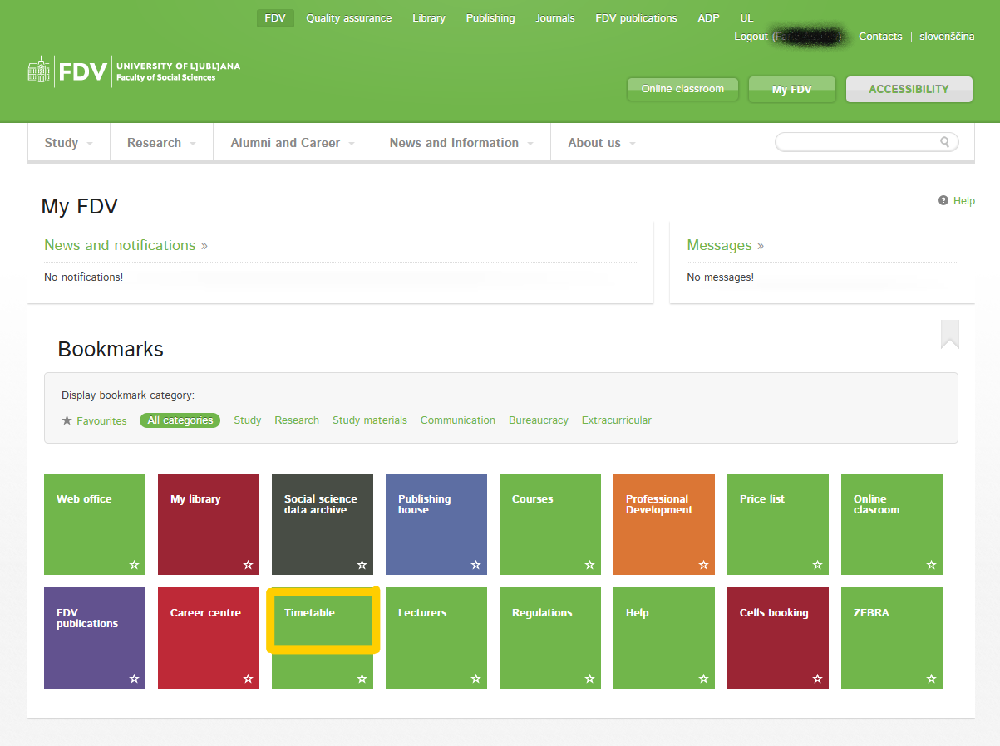 FDV Quality assurance Library Publishing Journals FDV publications ADP UL
Logout | Contacts | slovenščina
FDV UNIVERSITY OF LJUBLJANA
Faculty of Social Sciences
Online classroom My FDV ACCESSIBILITY
Study Research Alumni and Career News and Information About us
My FDV
Help
News and notifications »
No notifications!
Messages »
No messages!
Bookmarks
Display bookmark category:
Favourites All categories Study Research Study materials Communication Bureaucracy Extracurricular
Web office
My library
Social science
data archive
Publishing
house
Courses
Professional
Development
Price list
Online
clasroom
FDV
publications
Career centre
Timetable
Lecturers
Regulations
Help
Cells booking
ZEBRA